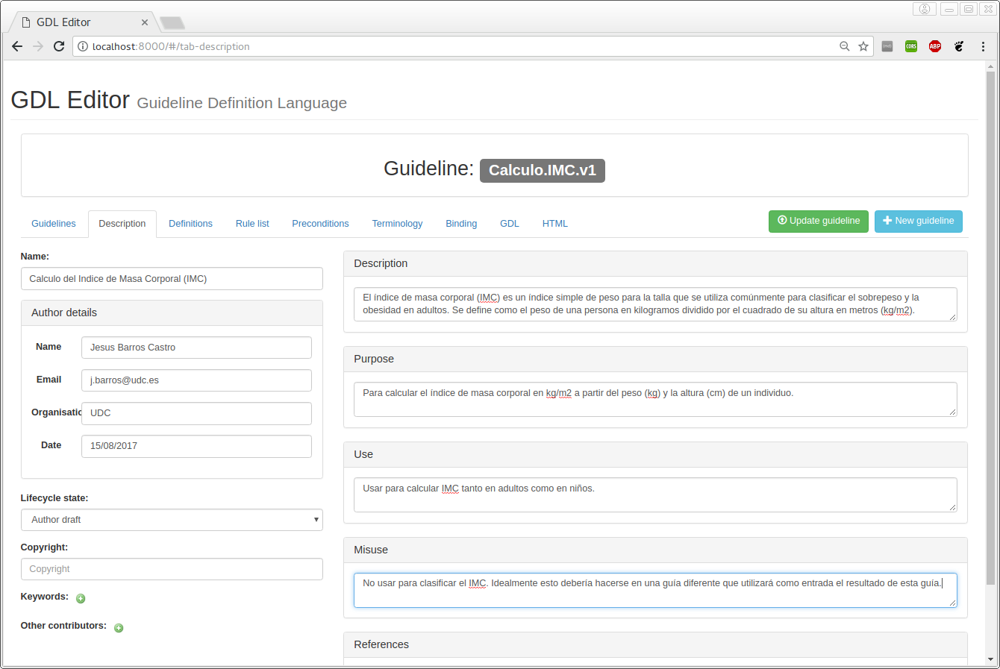 GDL Editor
localhost:8000/#/tab-description
CORS
ABP
GDL Editor Guideline Definition Language
Guideline: Calculo.IMC.v1
Guidelines Description Definitions Rule list Preconditions Terminology Binding GDL HTML Update guideline New guideline
Name:
Calculo del Indice de Masa Corporal (IMC)
Author details
Name Jesus Barros Castro
Email j.barros@udc.es
Organisatio UDC
Date 15/08/2017
Lifecycle state:
Author draft
Copyright:
Copyright
Keywords:
Other contributors:
Description
El índice de masa corporal (IMC) es un índice simple de peso para la talla que se utiliza comúnmente para clasificar el sobrepeso y la
obesidad en adultos. Se define como el peso de una persona en kilogramos dividido por el cuadrado de su altura en metros (kg/m2).
Purpose
Para calcular el índice de masa corporal en kg/m2 a partir del peso (kg) y la altura (cm) de un individuo.
Use
Usar para calcular IMC tanto en adultos como en niños.
Misuse
No usar para clasificar el IMC. Idealmente esto debería hacerse en una guía diferente que utilizará como entrada el resultado de esta guía.
References